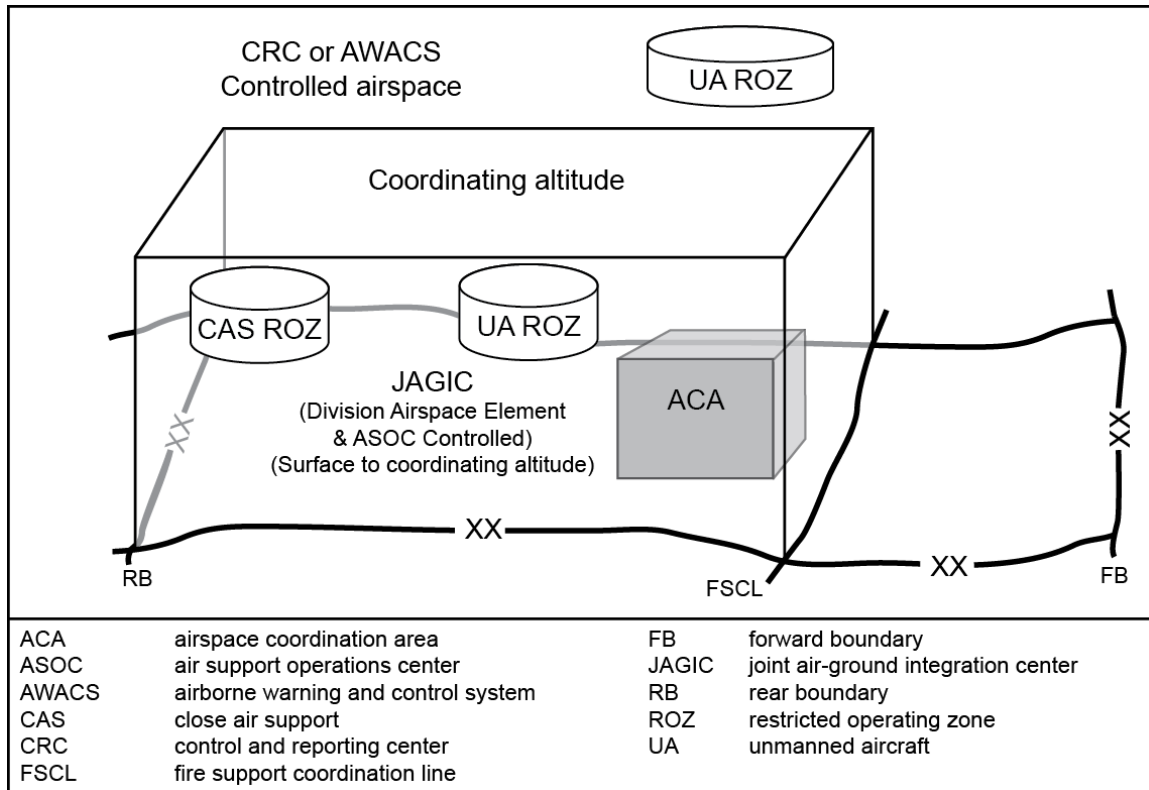 CRC or AWACS
Controlled airspace
UA ROZ
Coordinating altitude
CAS ROZ
UA ROZ
JAGIC
(Division Airspace Element
& ASOC Controlled)
(Surface to coordinating altitude)
ACA
XX
XX
XX
XX
RB
FSCL
FB
ACA airspace coordination area
ASOC air support operations center
AWACS airborne warning and control system
CAS close air support
CRC control and reporting center
FSCL fire support coordination line
FB forward boundary
JAGIC joint air-ground integration center
RB rear boundary
ROZ restricted operating zone
UA unmanned aircraft